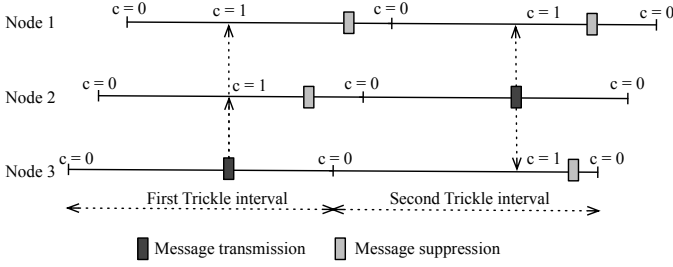 c = 0 c = 1 c = 0 c = 1 c = 0
Node 1
c = 0 c = 1 c = 0 c = 1 c = 0
Node 2
c = 0 c = 0 c = 1 c = 0
Node 3
First Trickle interval Second Trickle interval
Message transmission Message suppression